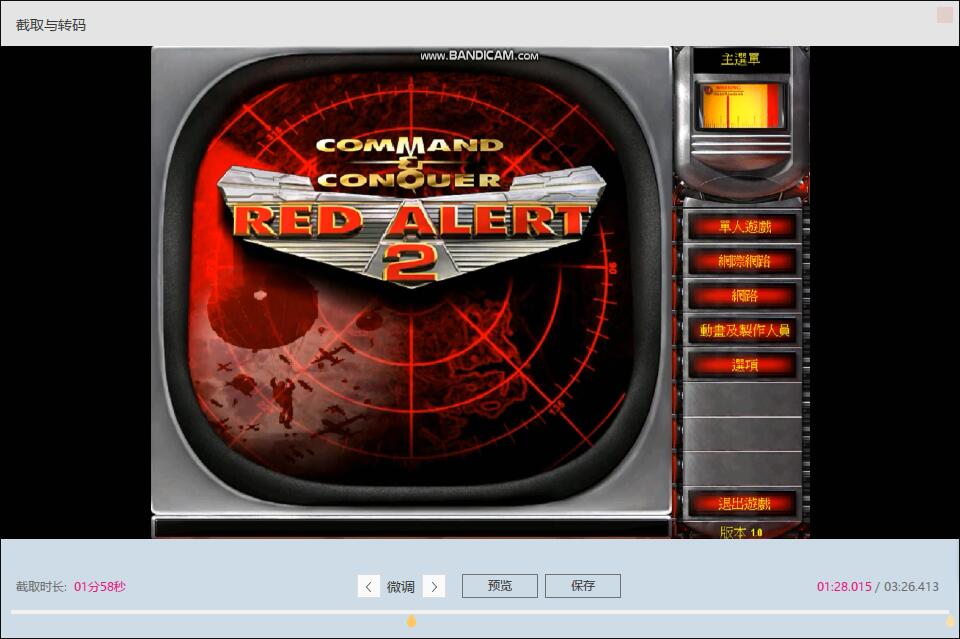 截取与转码
www.BANDICAM.com
主選單
COMMAND
&
CONQUER
RED ALERT
2
單人遊戲
網際網路
網路
動畫及製作人員
選項
退出遊戲
版本 1.0
截取时长: 01分58秒
微调
预览
保存
01:28.015 / 03:26.413